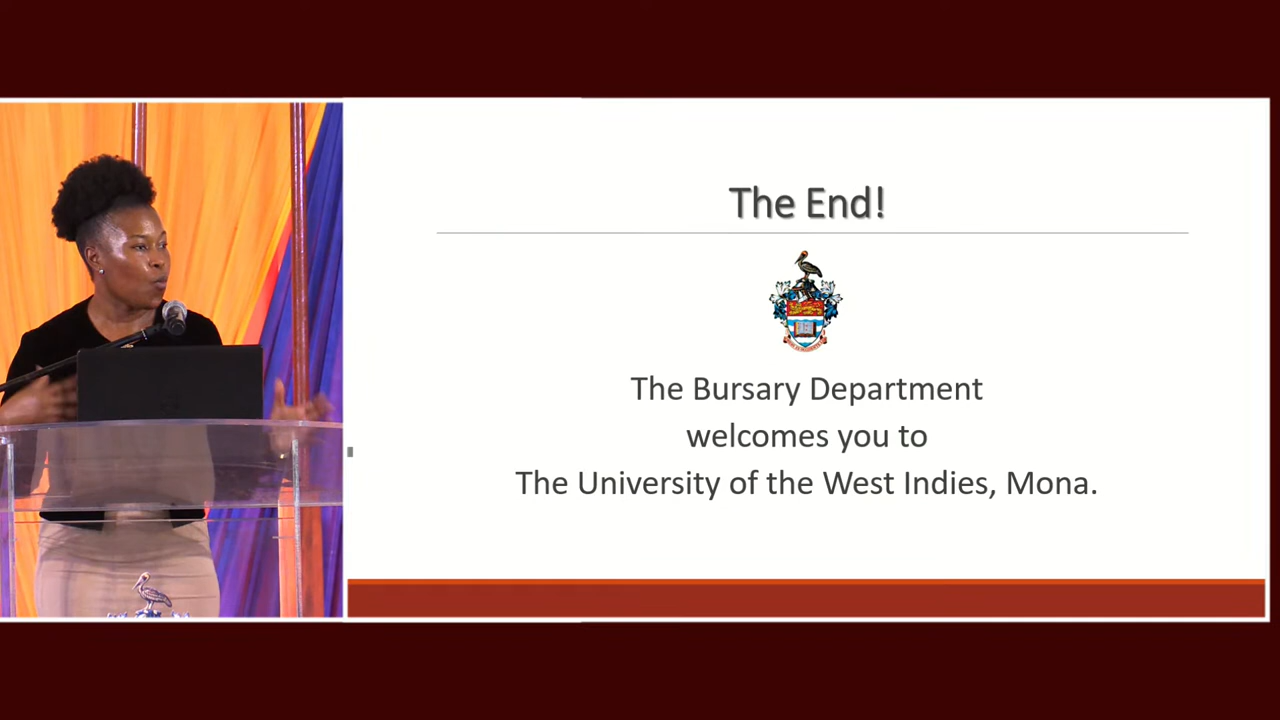 The End!
The Bursary Department
welcomes you to
The University of the West Indies, Mona.